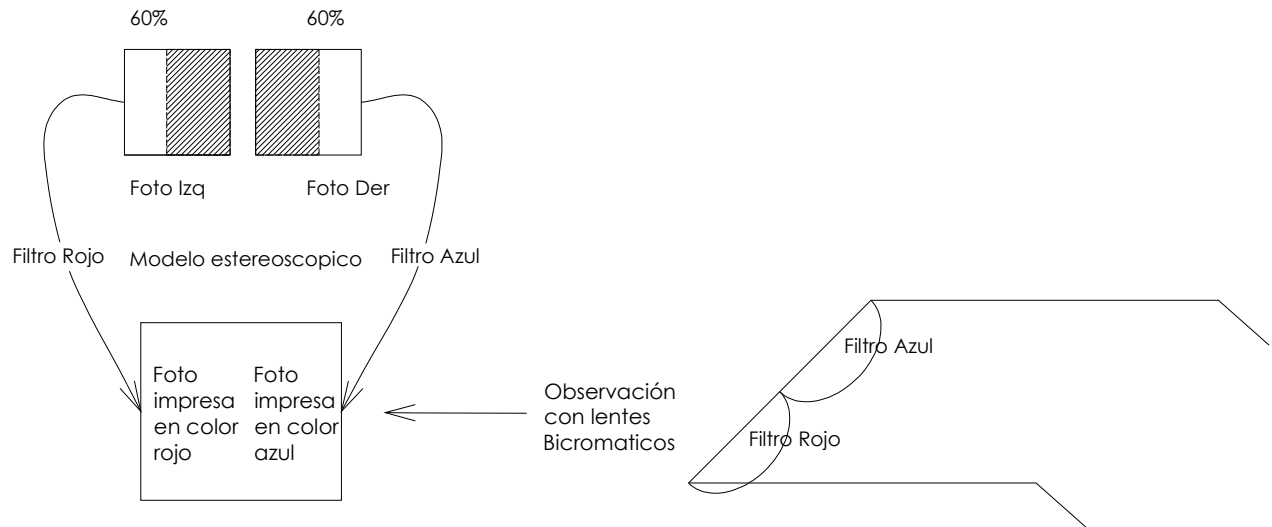 60%
60%
Foto Izq
Foto Der
Filtro Rojo
Modelo estereoscopico
Filtro Azul
Foto
impresa
en color
rojo
Foto
impresa
en color
azul
Observación
con lentes
Bicromaticos
Filtro Azul
Filtro Rojo